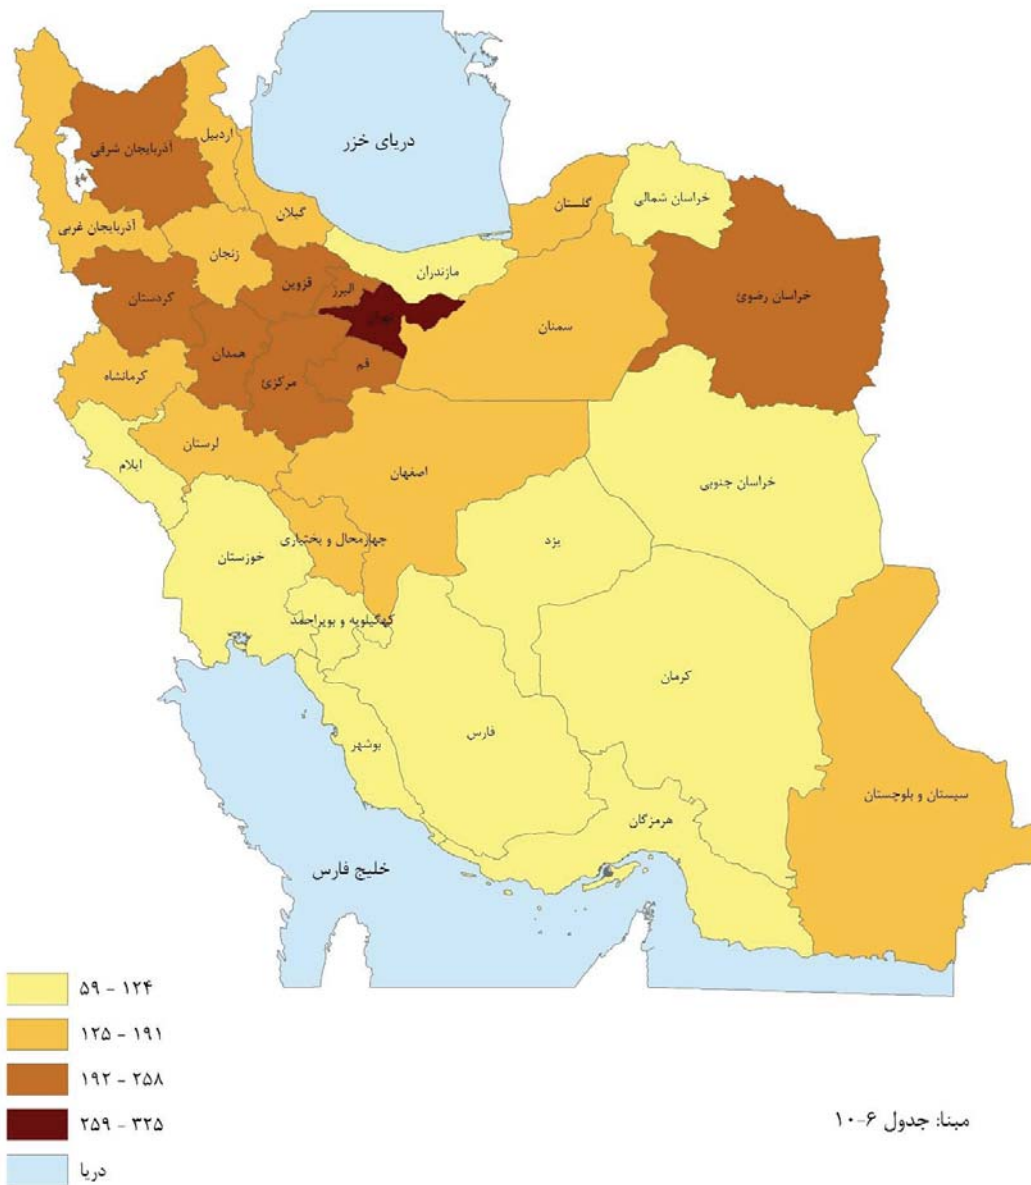 دریای خزر
اردبیل
آذربایجان شرقی
گیلان
گلستان
خراسان شمالی
آذربایجان غربی
زنجان
مازندران
قزوین
البرز
کردستان
تهران
خراسان رضوئ
سمنان
همدان
قم
کرمانشاه
مرکزئ
لرستان
ایلام
اصفهان
خراسان جنوبی
چهارمحال و بختیاری
یزد
خوزستان
کهگیلویه و بویراحمد
کرمان
فارس
بوشهر
سیستان و بلوچستان
هرمزگان
خلیج فارس
۵۹ - ۱۲۴
۱۲۵ - ۱۹۱
۱۹۲ - ۲۵۸
۲۵۹ - ۳۲۵
دریا
مبنا: جدول ۶-۱۰